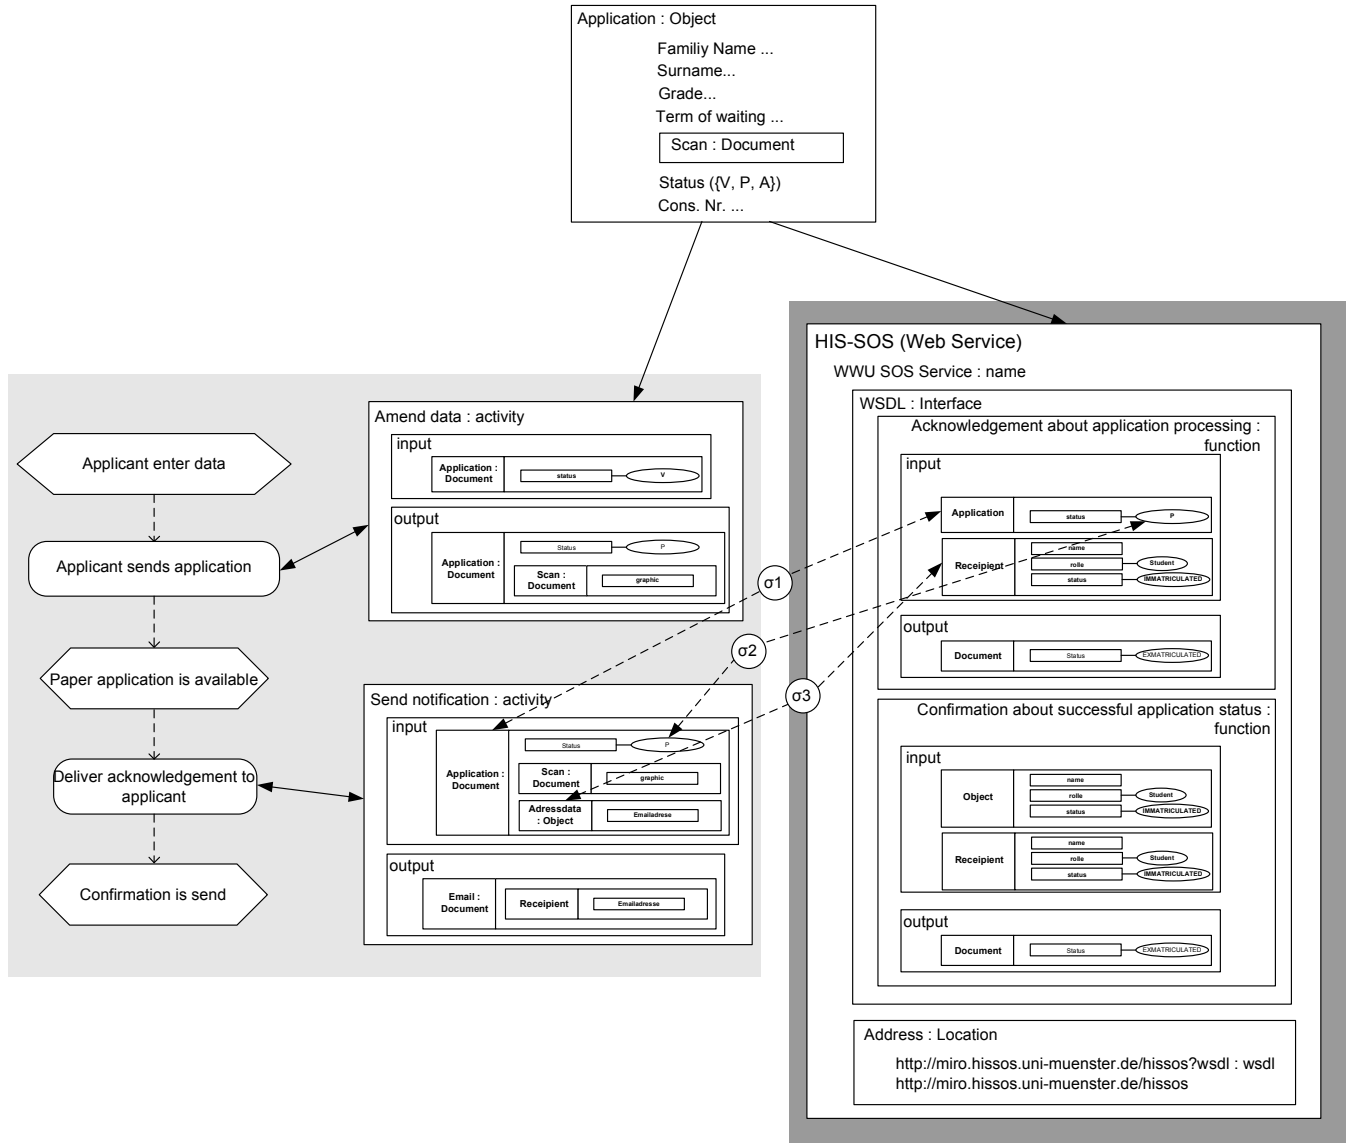 Application : Object
Familiy Name ...
Surname...
Grade...
Term of waiting ...
Scan : Document
Status ({V, P, A})
Cons. Nr. ...
Applicant enter data
Applicant sends application
Paper application is available
Deliver acknowledgement to
applicant
Confirmation is send
Amend data : activity
input
Application :
Document
status
V
output
Application :
Document
Status
P
Scan :
Document
graphic
Send notification : activity
input
Application :
Document
Status
P
Scan :
Document
graphic
Adressdata
: Object
Emailadrese
output
Email :
Document
Receipient
Emailadresse
σ1
σ2
σ3
HIS-SOS (Web Service)
WWU SOS Service : name
WSDL : Interface
Acknowledgement about application processing :
function
input
Application
status
P
Receipient
name
rolle
Student
status
IMMATRICULATED
output
Document
Status
EXMATRICULATED
Confirmation about successful application status :
function
input
Object
name
rolle
Student
status
IMMATRICULATED
Receipient
name
rolle
Student
status
IMMATRICULATED
output
Document
Status
EXMATRICULATED
Address : Location
http://miro.hissos.uni-muenster.de/hissos?wsdl : wsdl
http://miro.hissos.uni-muenster.de/hissos